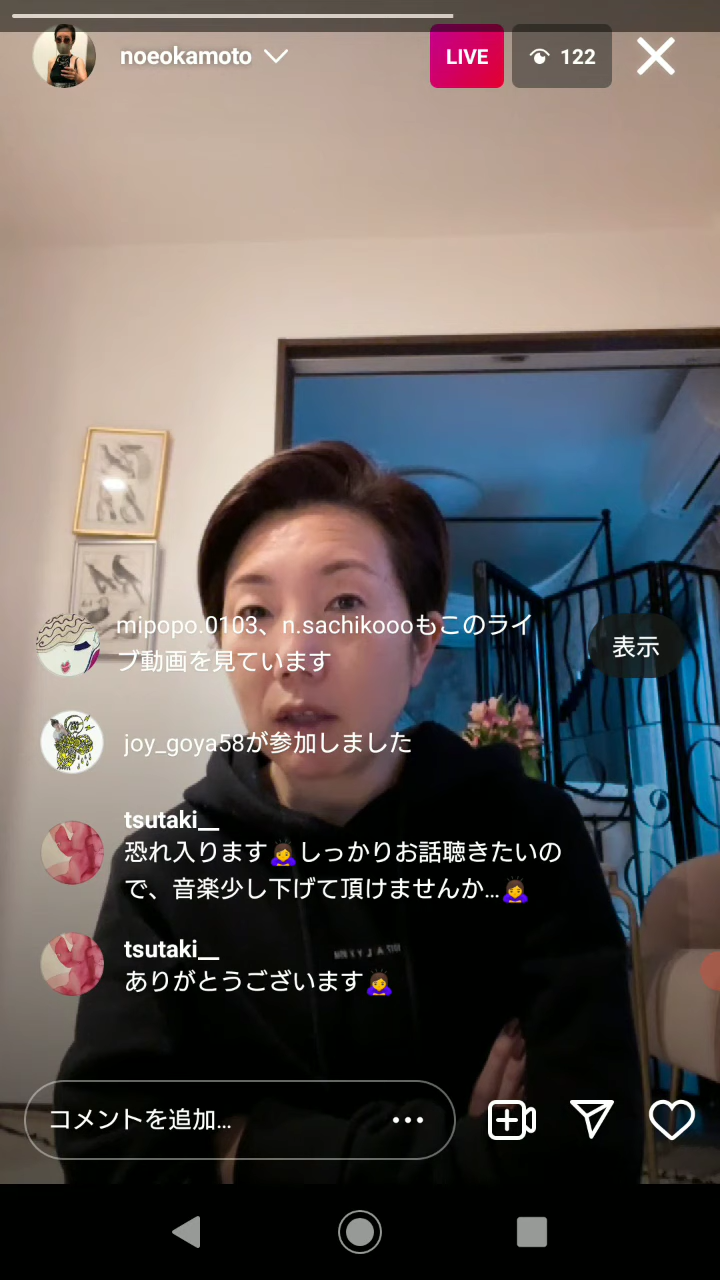 noeokamoto
LIVE
122
mipopo.0103、n.sachikoooもこのライ
ブ動画を見ています
表示
joy_goya58が参加しました
tsutaki__
恐れ入ります🙇‍♀️しっかりお話聴きたいの
で、音楽少し下げて頂けませんか…🙇‍♀️
tsutaki__
ありがとうございます🙇‍♀️
コメントを追加...